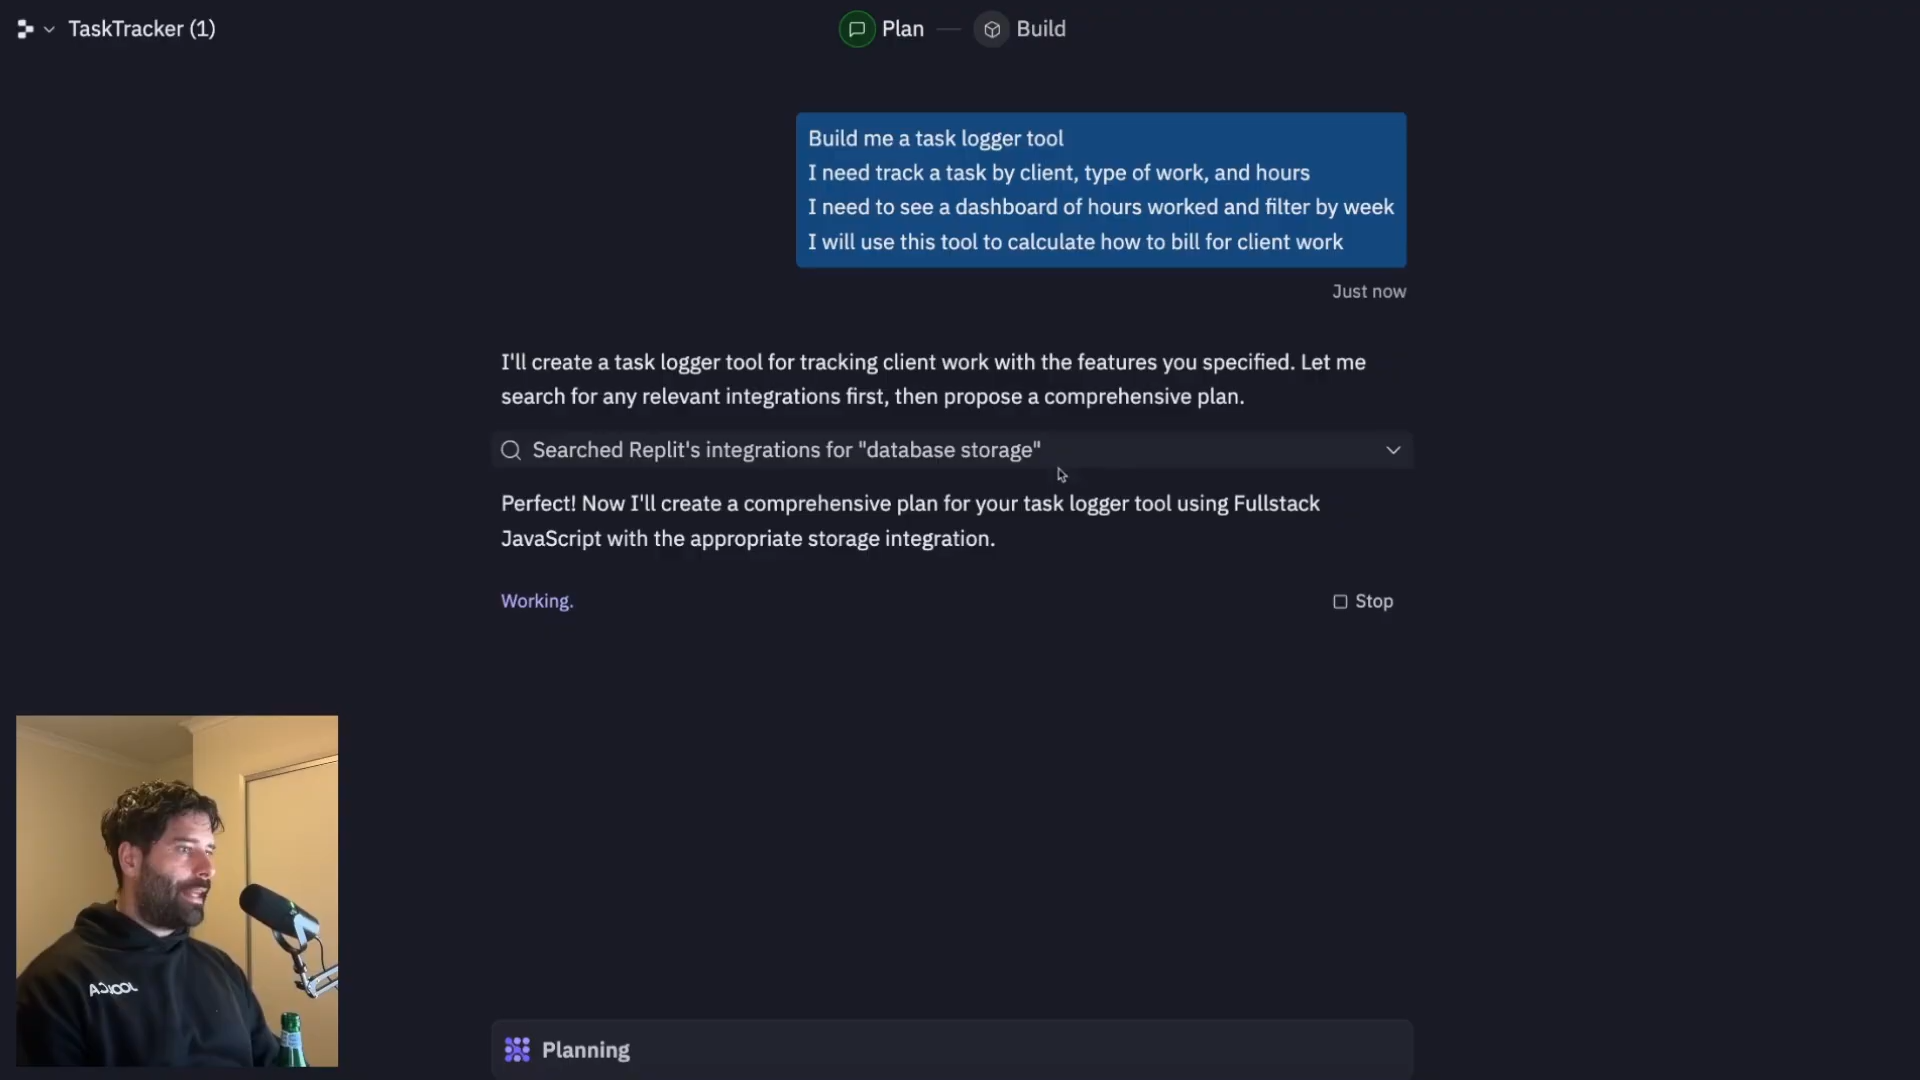 TaskTracker (1)
Plan
Build
Build me a task logger tool
I need track a task by client, type of work, and hours
I need to see a dashboard of hours worked and filter by week
I will use this tool to calculate how to bill for client work
Just now
I'll create a task logger tool for tracking client work with the features you specified. Let me
search for any relevant integrations first, then propose a comprehensive plan.
Searched Replit's integrations for "database storage"
Perfect! Now I'll create a comprehensive plan for your task logger tool using Fullstack
JavaScript with the appropriate storage integration.
Working.
Stop
Planning